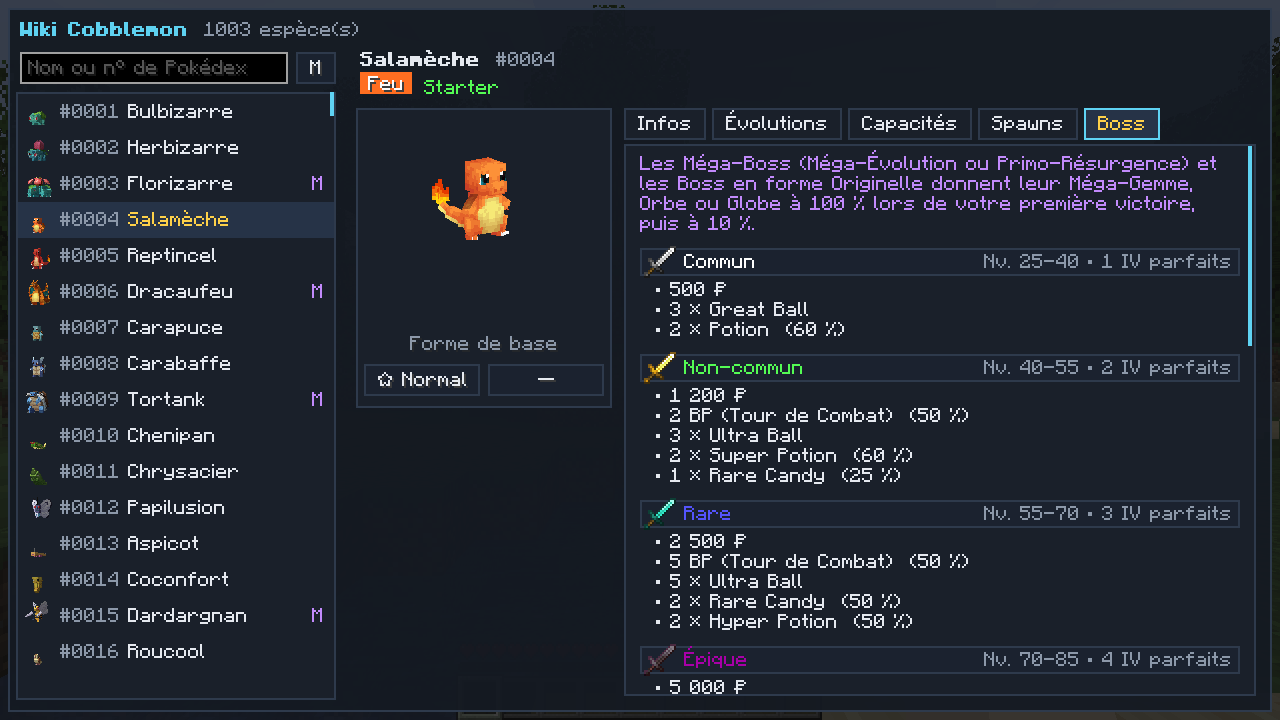 Wiki Cobblemon 1003 espèce(s)
Nom ou n° de Pokédex
M
#0001 Bulbizarre
#0002 Herbizarre
#0003 Florizarre M
#0004 Salamèche
#0005 Reptincel
#0006 Dracaufeu M
#0007 Carapuce
#0008 Carabaffe
#0009 Tortank M
#0010 Chenipan
#0011 Chrysacier
#0012 Papilusion
#0013 Aspicot
#0014 Coconfort
#0015 Dardargnan M
#0016 Roucool
Salamèche #0004
Feu Starter
Forme de base
☆ Normal —
Infos Évolutions Capacités Spawns Boss
Les Méga-Boss (Méga-Évolution ou Primo-Résurgence) et
les Boss en forme Originelle donnent leur Méga-Gemme,
Orbe ou Globe à 100 % lors de votre première victoire,
puis à 10 %.
Commun Nv. 25-40 • 1 IV parfaits
• 500 ₽
• 3 × Great Ball
• 2 × Potion (60 %)
Non-commun Nv. 40-55 • 2 IV parfaits
• 1 200 ₽
• 2 BP (Tour de Combat) (50 %)
• 3 × Ultra Ball
• 2 × Super Potion (60 %)
• 1 × Rare Candy (25 %)
Rare Nv. 55-70 • 3 IV parfaits
• 2 500 ₽
• 5 BP (Tour de Combat) (50 %)
• 5 × Ultra Ball
• 2 × Rare Candy (50 %)
• 2 × Hyper Potion (50 %)
Épique Nv. 70-85 • 4 IV parfaits
• 5 000 ₽